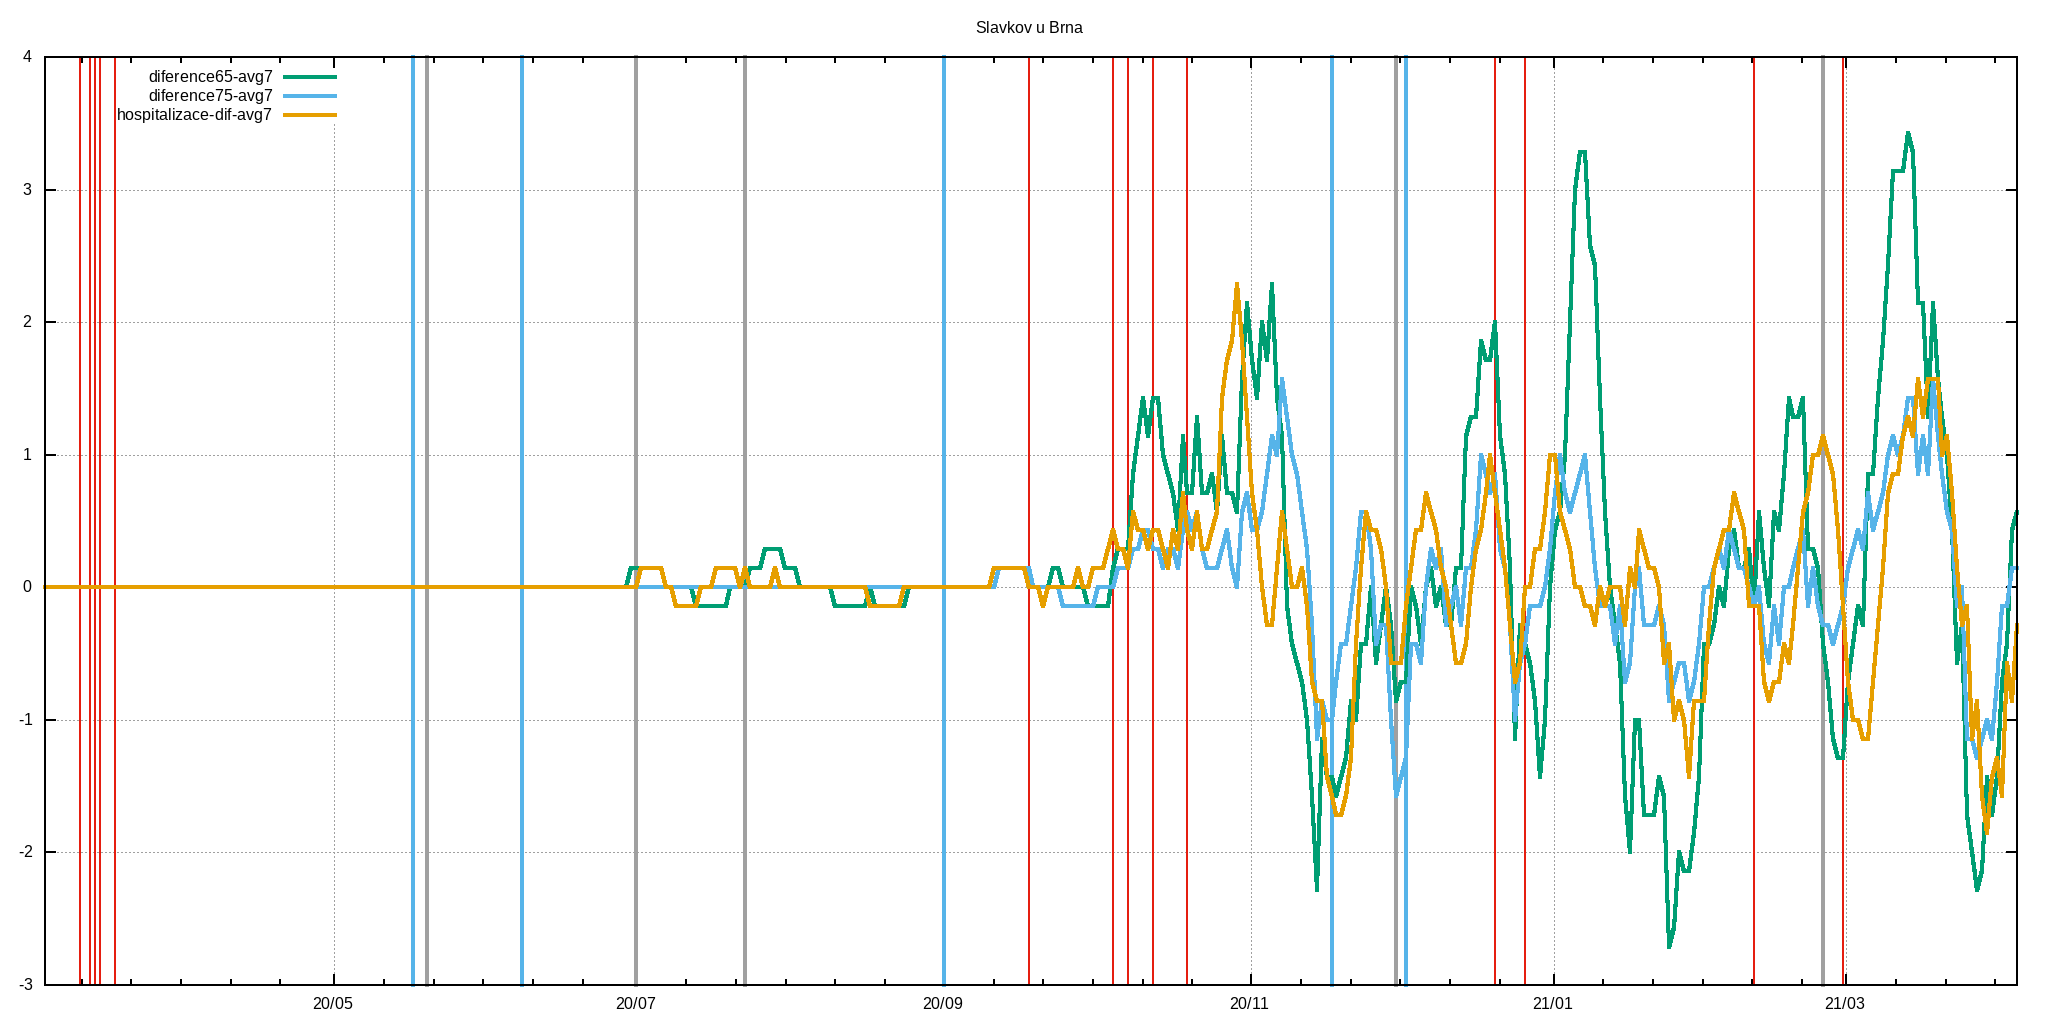 Slavkov u Brna
4
diference65-avg7
diference75-avg7
hospitalizace-dif-avg7
3
2
1
0
-1
-2
-3
20/05 20/07 20/09 20/11 21/01 21/03